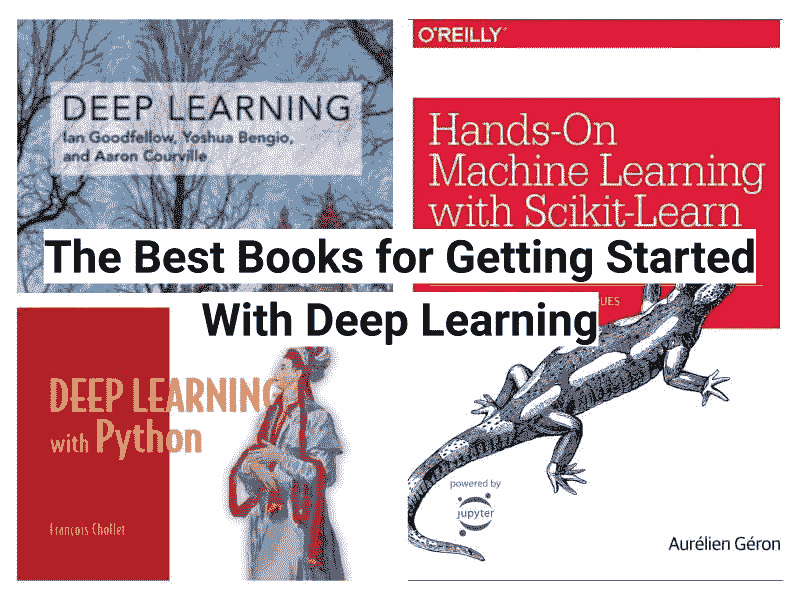 DEEP LEARNING
Ian Goodfellow, Yoshua Bengio,
and Aaron Courville
O'REILLY
Hands-On
Machine Learning
with Scikit-Learn
The Best Books for Getting Started
With Deep Learning
DEEP LEARNING
with Python
François Chollet
powered by
jupyter
Aurélien Géron